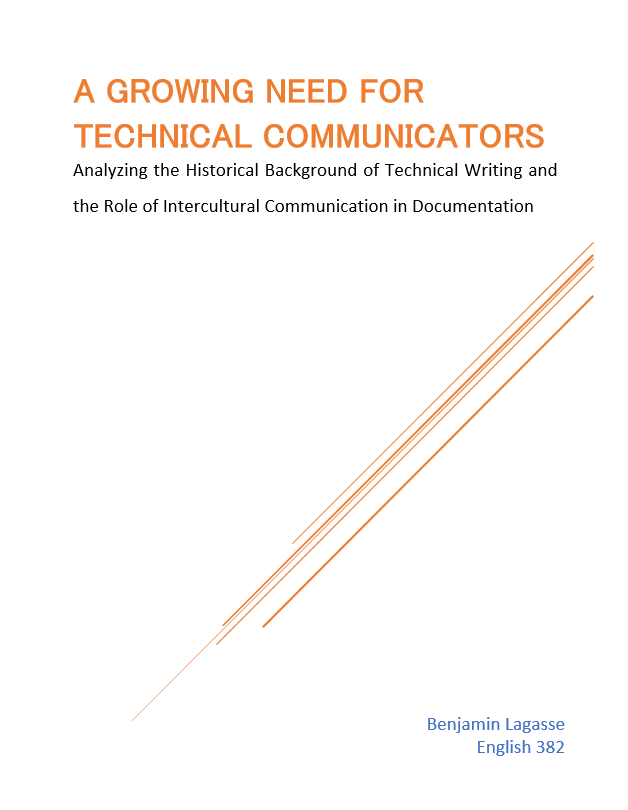 A GROWING NEED FOR
TECHNICAL COMMUNICATORS
Analyzing the Historical Background of Technical Writing and
the Role of Intercultural Communication in Documentation
Benjamin Lagasse
English 382